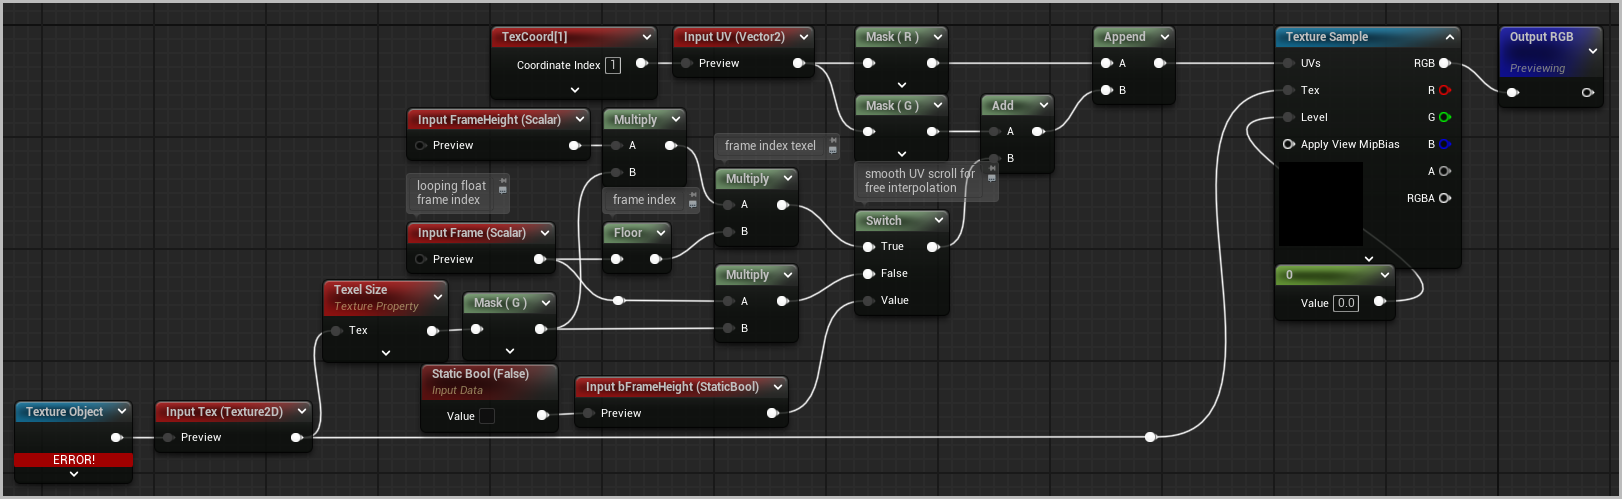 TexCoord[1]
Coordinate Index 1
Input UV (Vector2)
Preview
Mask ( R )
Mask ( G )
Add
A
B
Append
A
B
Texture Sample
UVs
Tex
Level
Apply View MipBias
RGB
R
G
B
A
RGBA
Output RGB
Previewing
Input FrameHeight (Scalar)
Preview
Multiply
A
B
looping float
frame index
frame index
frame index texel
Multiply
A
B
smooth UV scroll for
free interpolation
Input Frame (Scalar)
Preview
Floor
Switch
True
False
Value
Multiply
A
B
0
Value 0.0
Texel Size
Texture Property
Tex
Mask ( G )
Static Bool (False)
Input Data
Value
Input bFrameHeight (StaticBool)
Preview
Texture Object
ERROR!
Input Tex (Texture2D)
Preview